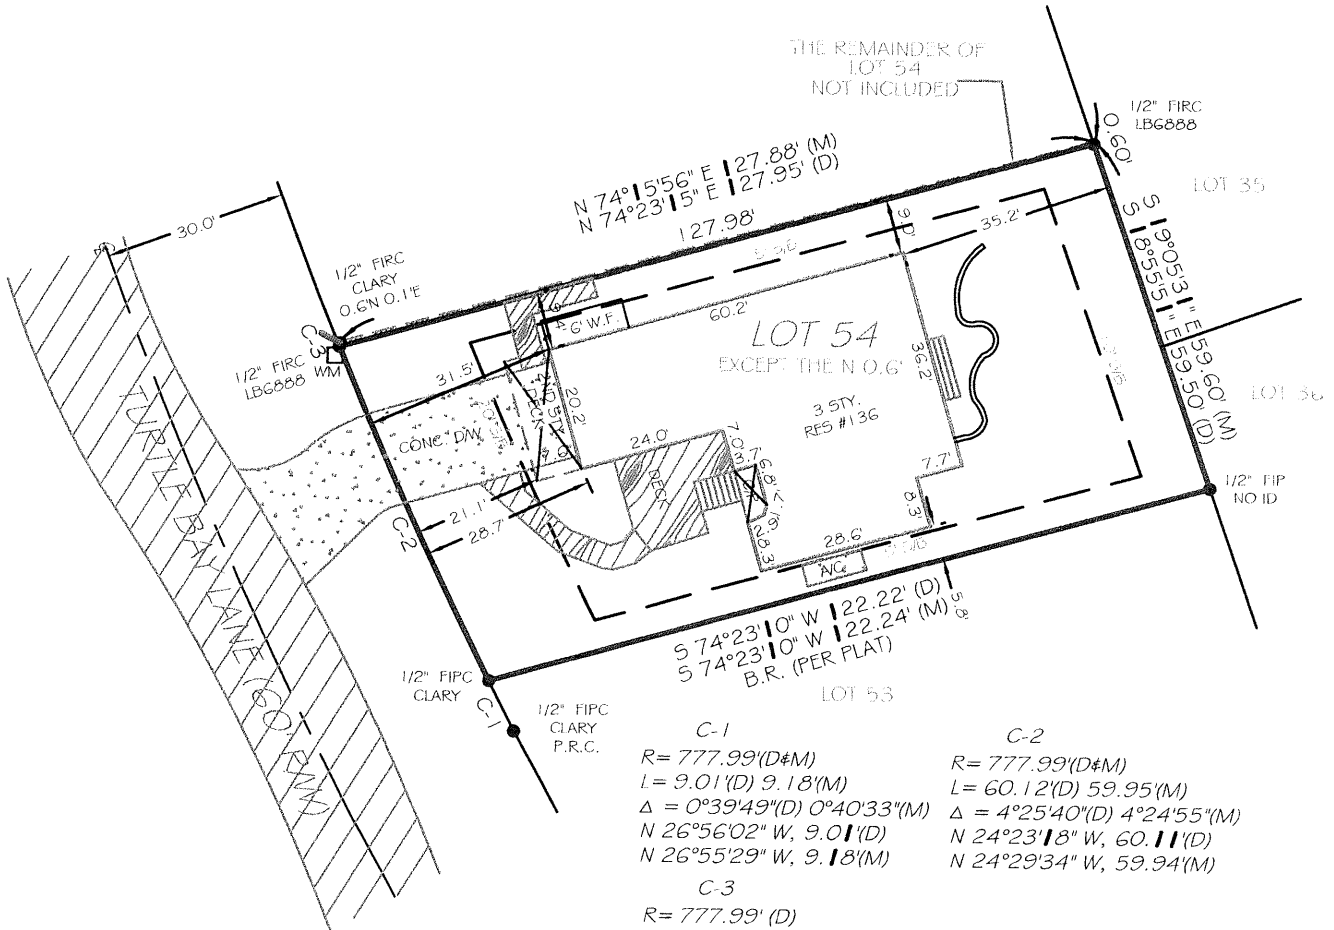 THE REMAINDER OF
LOT 54
NOT INCLUDED
1/2" FIRC
LB6888
0.60'
LOT 35
N 74°15'56" E 127.88' (M)
N 74°23'15" E 127.95' (D)
127.98'
30.0'
1/2" FIRC
CLARY
0.6'N 0.1'E
C-3
1/2" FIRC
LB6888
WM
35.2'
S 19°05'31" E 59.60' (M)
S 18°55'51" E 59.50' (D)
6' W.F.
60.2'
LOT 54
EXCEPT THE N 0.6'
36.2'
3 STY.
RES #136
LOT 36
31.5'
20.2'
2ND STY.
DECK
CONC. D/W
24.0'
DECK
7.0'
3.7'
6.8'
7.7'
8.3'
1/2" FIP
NO ID
21.1'
28.7'
C-2
28.6'
A/C
5.8'
TURTLE BAY LANE (60' R/W)
S 74°23'10" W 122.22' (D)
S 74°23'10" W 122.24' (M)
B.R. (PER PLAT)
LOT 53
1/2" FIPC
CLARY
C-1
1/2" FIPC
CLARY
P.R.C.
C-1
R= 777.99'(D&M)
L= 9.01'(D) 9.18'(M)
Δ = 0°39'49"(D) 0°40'33"(M)
N 26°56'02" W, 9.01'(D)
N 26°55'29" W, 9.18'(M)
C-2
R= 777.99'(D&M)
L= 60.12'(D) 59.95'(M)
Δ = 4°25'40"(D) 4°24'55"(M)
N 24°23'18" W, 60.11'(D)
N 24°29'34" W, 59.94'(M)
C-3
R= 777.99' (D)